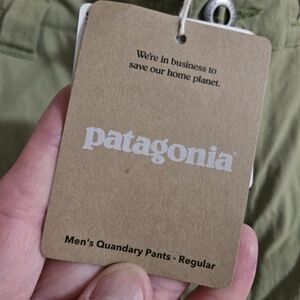 We're in business to
save our home planet.
patagonia®
Men's Quandary Pants - Regular